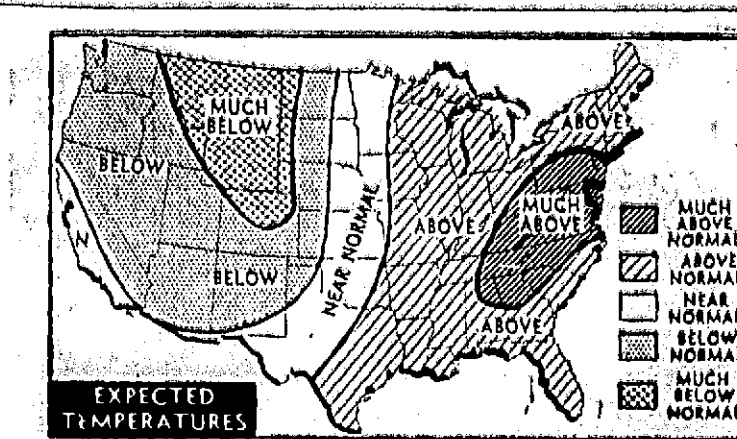 MUCH
BELOW
BELOW
BELOW
NEAR NORMAL
N
ABOVE
ABOVE
MUCH
ABOVE
ABOVE
MUCH
ABOVE
NORMAL
ABOVE
NORMAL
NEAR
NORMAL
BELOW
NORMAL
MUCH
BELOW
NORMAL
EXPECTED
TEMPERATURES